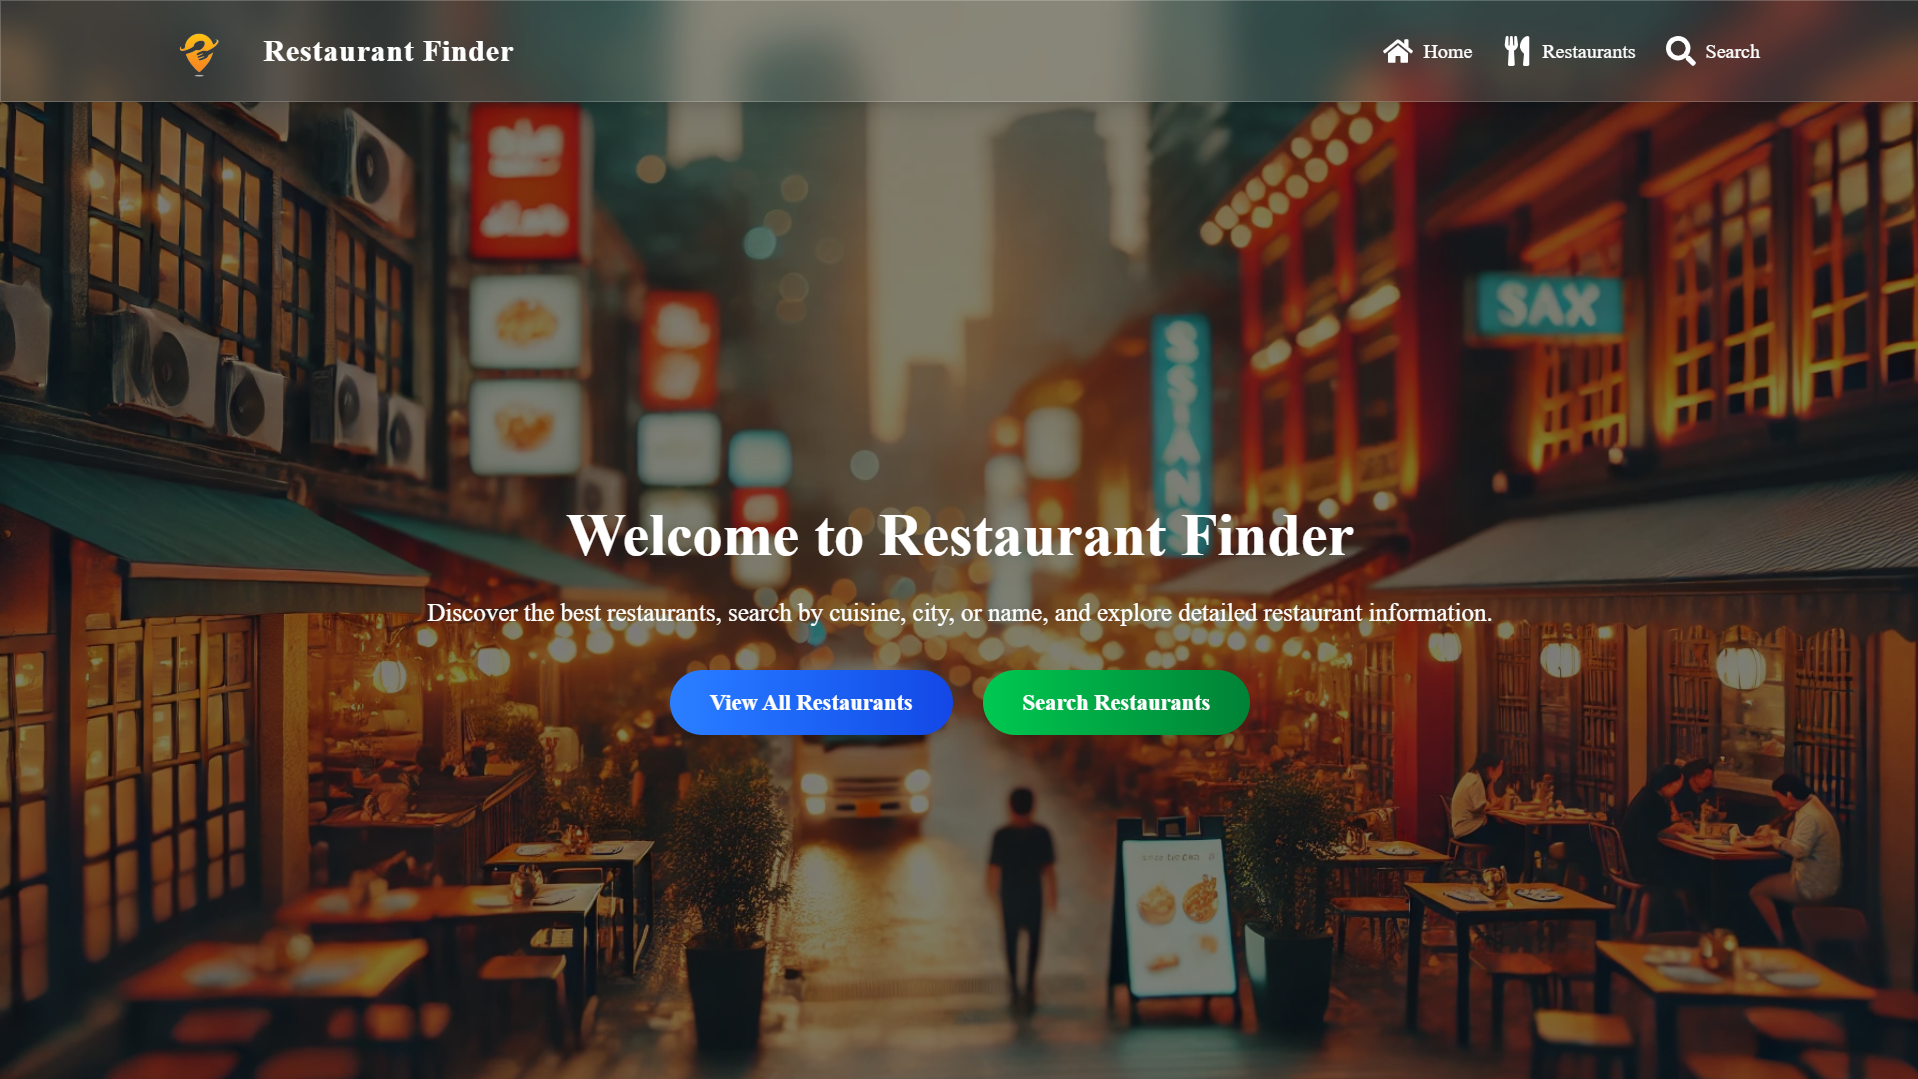 Restaurant Finder
Home
Restaurants
Search
SAX
Welcome to Restaurant Finder
Discover the best restaurants, search by cuisine, city, or name, and explore detailed restaurant information.
View All Restaurants
Search Restaurants